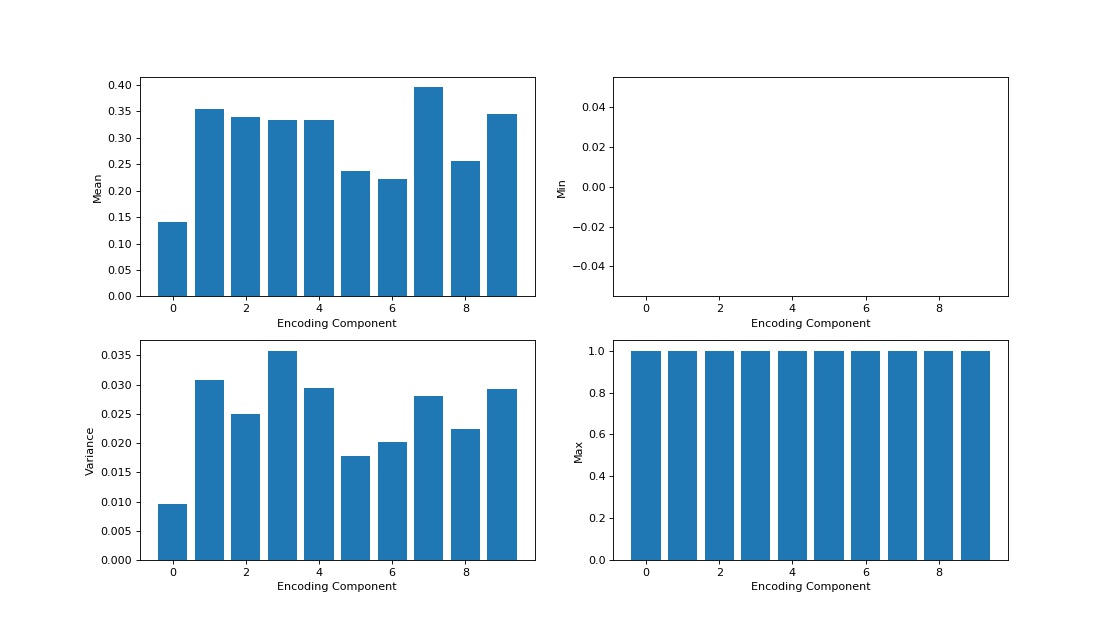 0.40
0.35
0.30
0.25
0.20
0.15
0.10
0.05
0.00
Mean
0 2 4 6 8
Encoding Component
0.04
0.02
0.00
−0.02
−0.04
Min
0 2 4 6 8
Encoding Component
0.035
0.030
0.025
0.020
0.015
0.010
0.005
0.000
Variance
0 2 4 6 8
Encoding Component
1.0
0.8
0.6
0.4
0.2
0.0
Max
0 2 4 6 8
Encoding Component